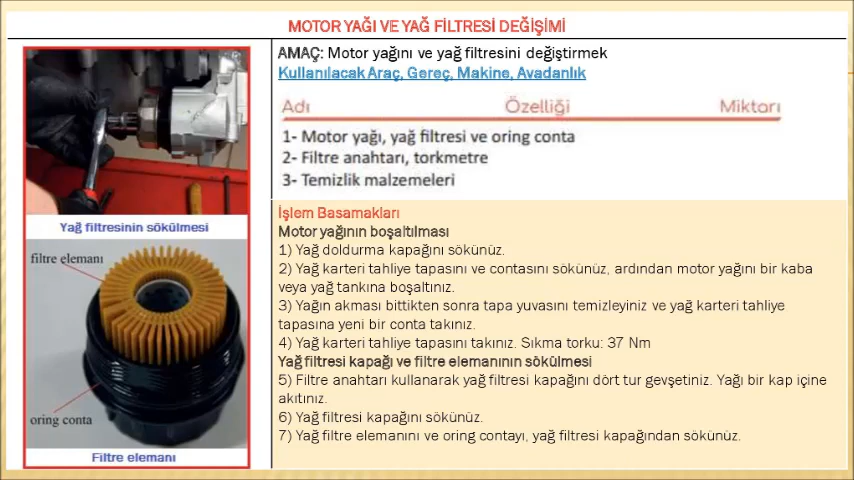 MOTOR YAĞI VE YAĞ FİLTRESİ DEĞİŞİMİ
AMAÇ: Motor yağını ve yağ filtresini değiştirmek
Kullanılacak Araç, Gereç, Makine, Avadanlık
Adı Özelliği Miktarı
1- Motor yağı, yağ filtresi ve oring conta
2- Filtre anahtarı, torkmetre
3- Temizlik malzemeleri
Yağ filtresinin sökülmesi
filtre elemanı
oring conta
Filtre elemanı
İşlem Basamakları
Motor yağının boşaltılması
1) Yağ doldurma kapağını sökünüz.
2) Yağ karteri tahliye tapasını ve contasını sökünüz, ardından motor yağını bir kaba
veya yağ tankına boşaltınız.
3) Yağın akması bittikten sonra tapa yuvasını temizleyiniz ve yağ karteri tahliye
tapasına yeni bir conta takınız.
4) Yağ karteri tahliye tapasını takınız. Sıkma torku: 37 Nm
Yağ filtresi kapağı ve filtre elemanının sökülmesi
5) Filtre anahtarı kullanarak yağ filtresi kapağını dört tur gevşetiniz. Yağı bir kap içine
akıtınız.
6) Yağ filtresi kapağını sökünüz.
7) Yağ filtre elemanını ve oring contayı, yağ filtresi kapağından sökünüz.